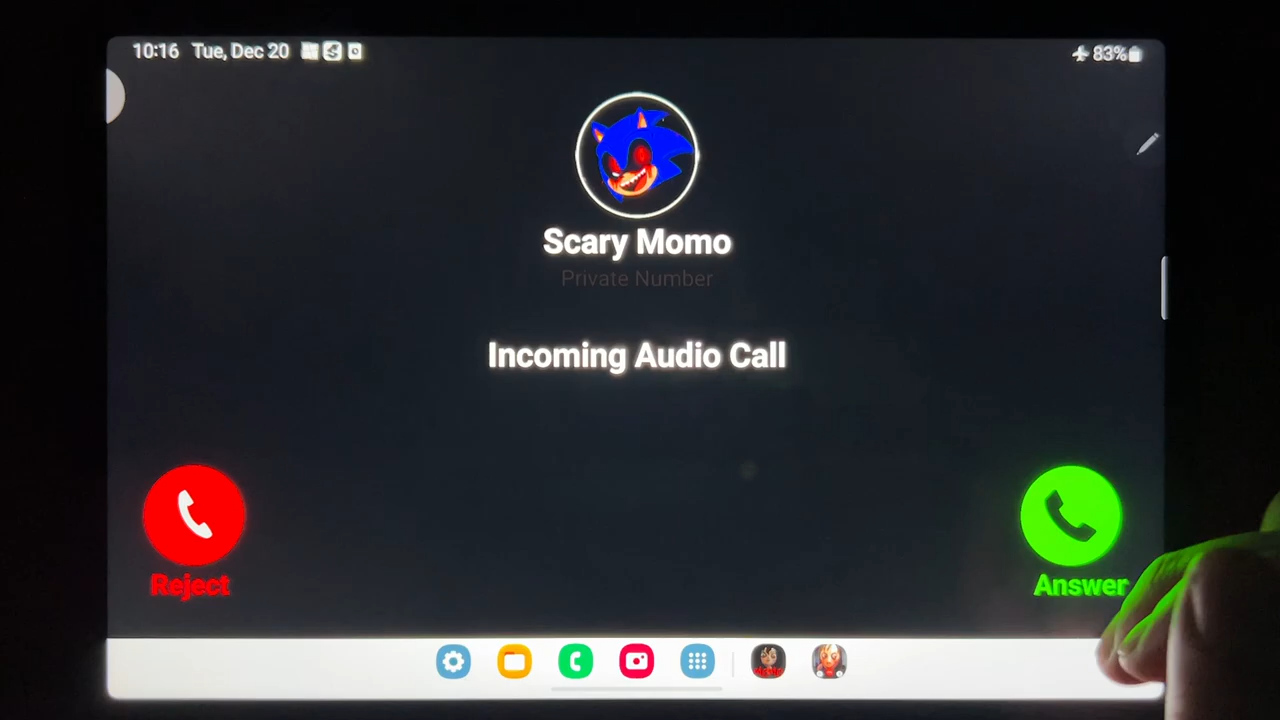 10:16 Tue, Dec 20 83%
Scary Momo
Private Number
Incoming Audio Call
Reject
Answer